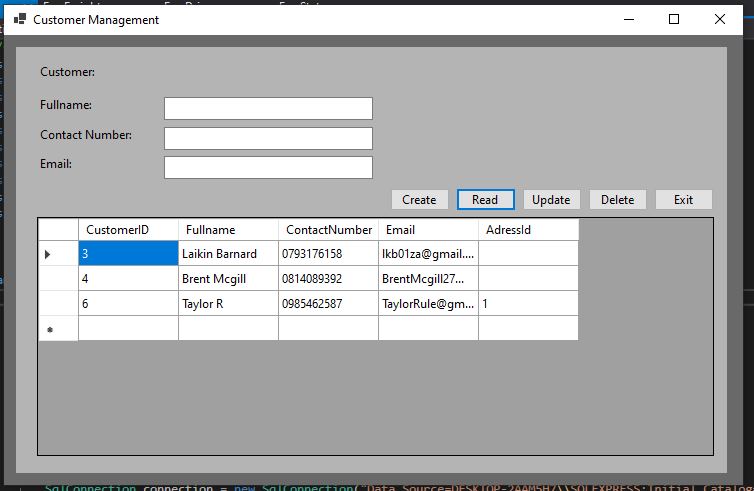 Customer Management
Customer:
Fullname:
Contact Number:
Email:
Create Read Update Delete Exit
CustomerID Fullname ContactNumber Email AdressId
3 Laikin Barnard 0793176158 lkb01za@gmail....
4 Brent Mcgill 0814089392 BrentMcgill27...
6 Taylor R 0985462587 TaylorRule@gm... 1
SqlConnection connection = new SqlConnection("Data Source=DESKTOP-2AAM5H7\\SQLEXPRESS;Initial Catalog